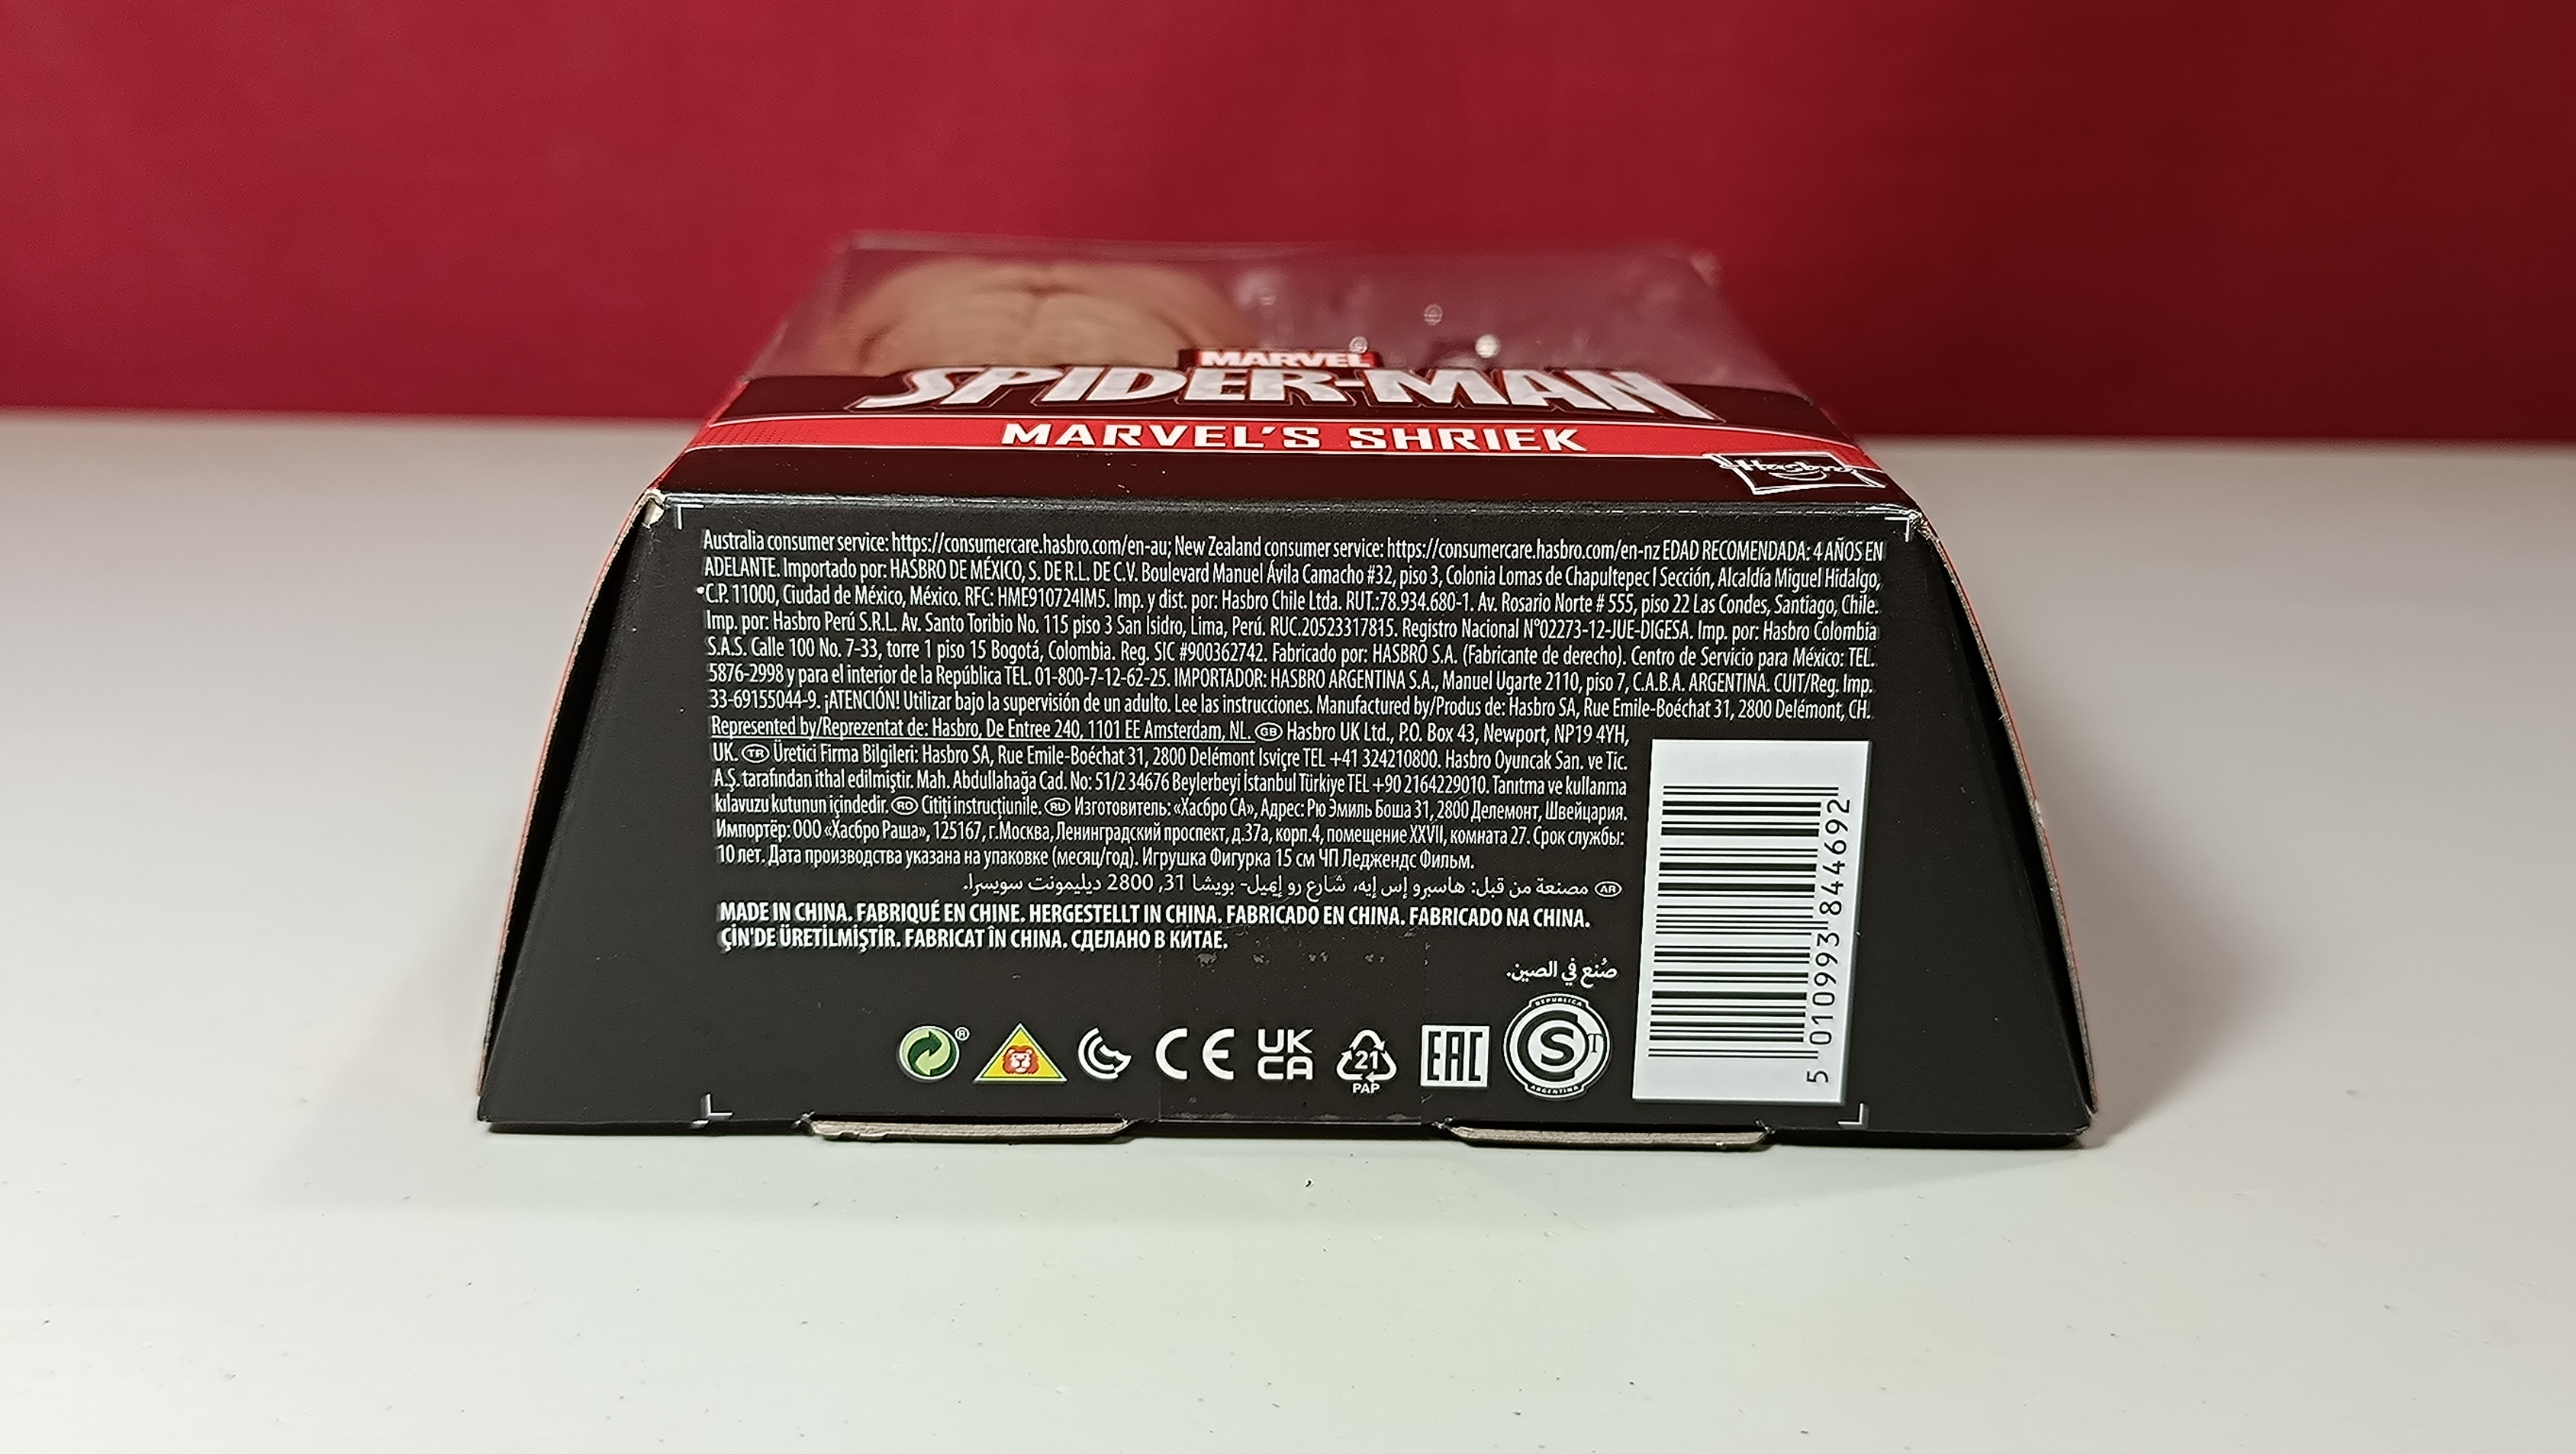 MARVEL
SPIDER-MAN
MARVEL'S SHRIEK
Hasbro
Australia consumer service: https://consumercare.hasbro.com/en-au; New Zealand consumer service: https://consumercare.hasbro.com/en-nz EDAD RECOMENDADA: 4 AÑOS EN
ADELANTE. Importado por: HASBRO DE MÉXICO, S. DE R.L. DE C.V. Boulevard Manuel Ávila Camacho #32, piso 3, Colonia Lomas de Chapultepec I Sección, Alcaldía Miguel Hidalgo,
C.P. 11000, Ciudad de México, México. RFC: HME910724IM5. Imp. y dist. por: Hasbro Chile Ltda. RUT.:78.934.680-1. Av. Rosario Norte # 555, piso 22 Las Condes, Santiago, Chile.
Imp. por: Hasbro Perú S.R.L. Av. Santo Toribio No. 115 piso 3 San Isidro, Lima, Perú. RUC.20523317815. Registro Nacional N°02273-12-JUE-DIGESA. Imp. por: Hasbro Colombia
S.A.S. Calle 100 No. 7-33, torre 1 piso 15 Bogotá, Colombia. Reg. SIC #900362742. Fabricado por: HASBRO S.A. (Fabricante de derecho). Centro de Servicio para México: TEL.
5876-2998 y para el interior de la República TEL. 01-800-7-12-62-25. IMPORTADOR: HASBRO ARGENTINA S.A., Manuel Ugarte 2110, piso 7, C.A.B.A. ARGENTINA. CUIT/Reg. Imp.
33-69155044-9. ¡ATENCIÓN! Utilizar bajo la supervisión de un adulto. Lee las instrucciones. Manufactured by/Produs de: Hasbro SA, Rue Emile-Boéchat 31, 2800 Delémont, CH.
Represented by/Reprezentat de: Hasbro, De Entree 240, 1101 EE Amsterdam, NL. GB Hasbro UK Ltd., P.O. Box 43, Newport, NP19 4YH,
UK. TR Üretici Firma Bilgileri: Hasbro SA, Rue Emile-Boéchat 31, 2800 Delémont İsviçre TEL +41 324210800. Hasbro Oyuncak San. ve Tic.
A.Ş. tarafından ithal edilmiştir. Mah. Abdullahağa Cad. No: 51/2 34676 Beylerbeyi İstanbul Türkiye TEL +90 2164229010. Tanıtma ve kullanma
kılavuzu kutunun içindedir. RO Citiți instrucțiunile. RU Изготовитель: «Хасбро СА», Адрес: Рю Эмиль Боша 31, 2800 Делемонт, Швейцария.
Импортёр: ООО «Хасбро Раша», 125167, г.Москва, Ленинградский проспект, д.37а, корп.4, помещение XXVII, комната 27. Срок службы:
10 лет. Дата производства указана на упаковке (месяц/год). Игрушка Фигурка 15 см ЧП Леджендс Фильм.
AR مصنعة من قبل: هاسبرو إس إيه، شارع رو إميل- بويشا 31, 2800 ديليمونت سويسرا.
MADE IN CHINA. FABRIQUÉ EN CHINE. HERGESTELLT IN CHINA. FABRICADO EN CHINA. FABRICADO NA CHINA.
ÇİN'DE ÜRETİLMİŞTİR. FABRICAT ÎN CHINA. СДЕЛАНО В КИТАЕ.
صُنع في الصين.
CE UK CA 21 PAP EAC REPUBLICA S T ARGENTINA
5 010993 844692